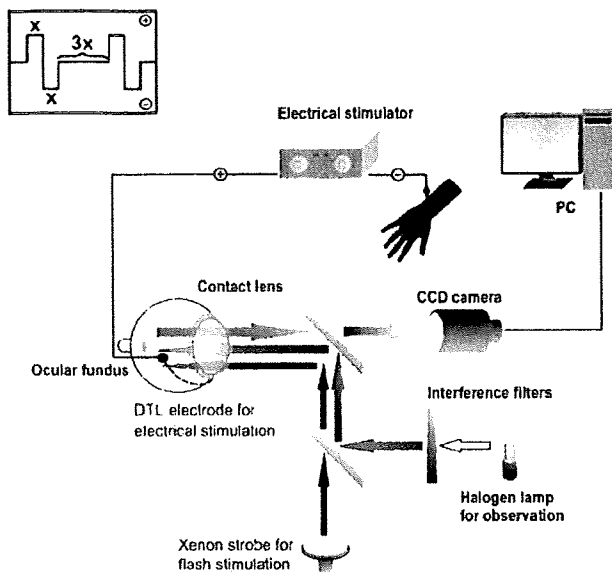 x
3x
x
+
−
Electrical stimulator
+
−
PC
Contact lens
CCD camera
Ocular fundus
DTL electrode for
electrical stimulation
Interference filters
Halogen lamp
for observation
Xenon strobe for
flash stimulation